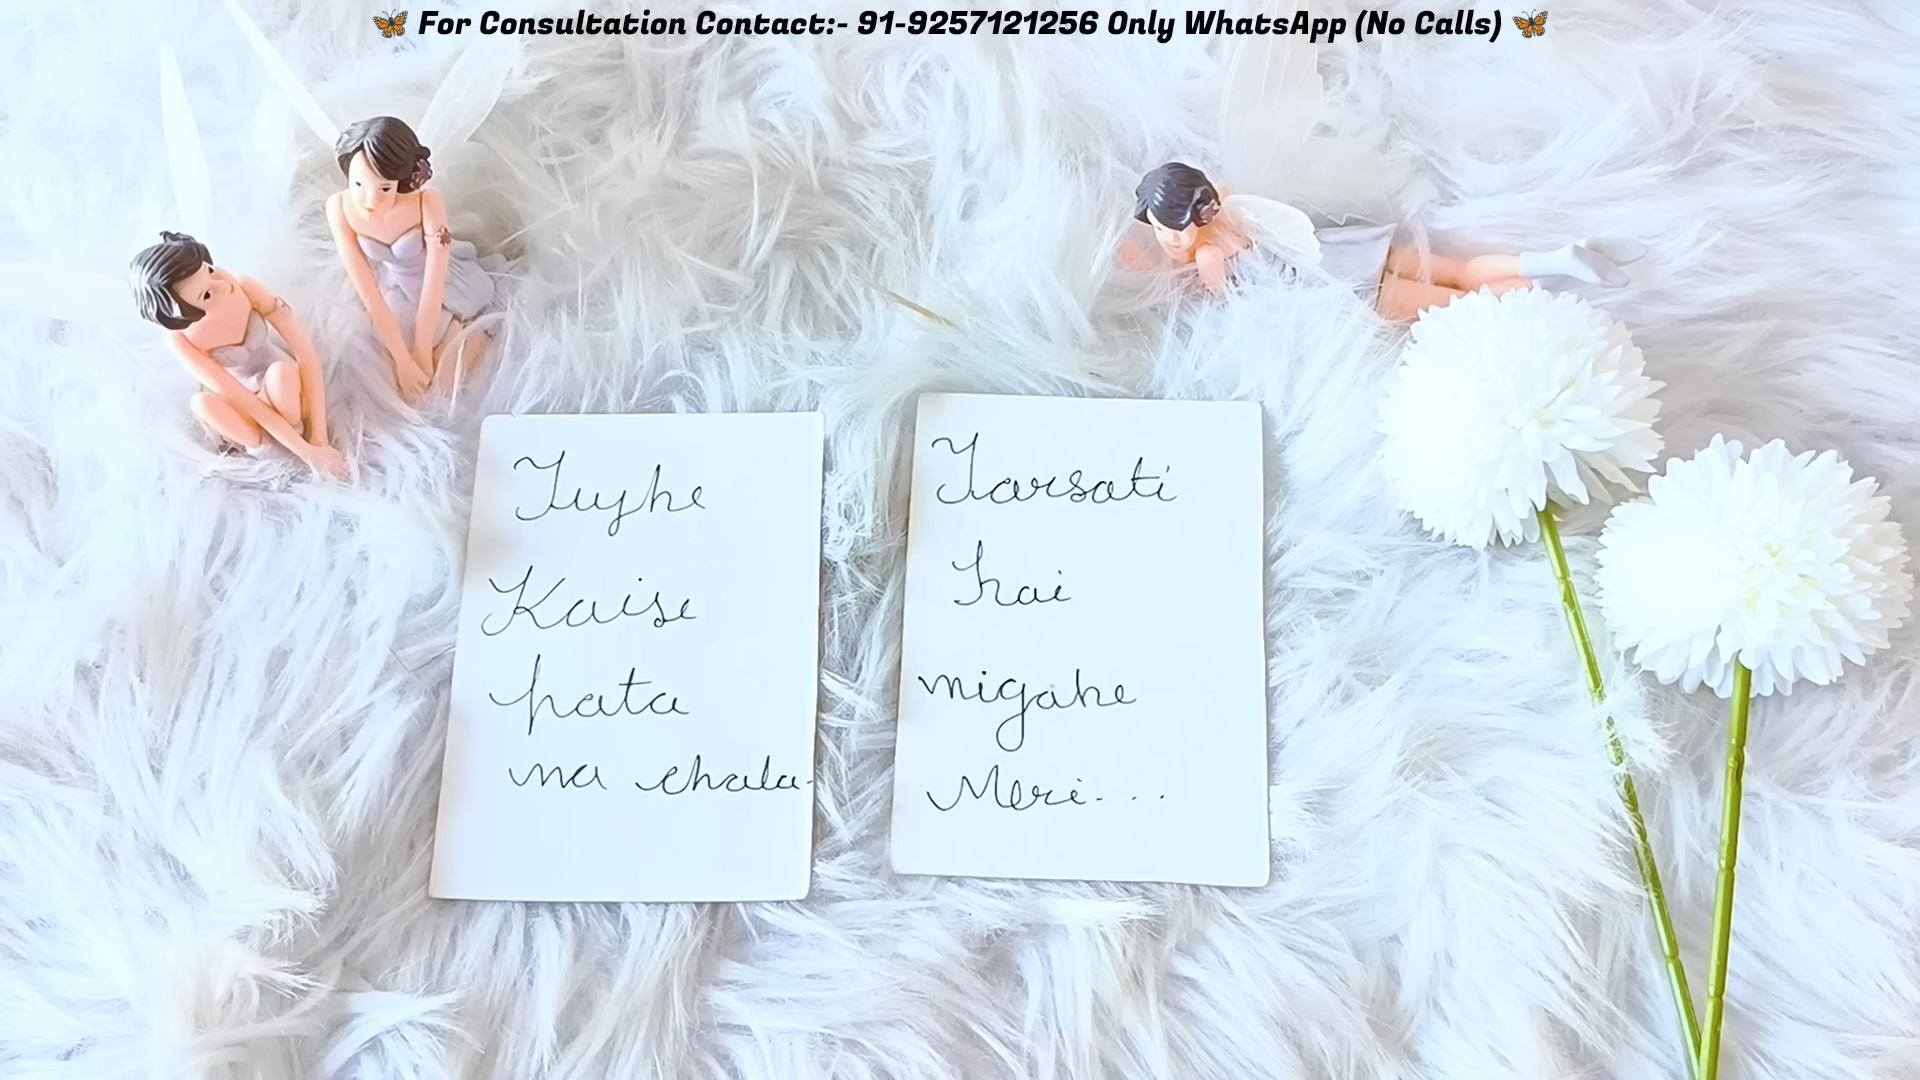 🦋 For Consultation Contact:- 91-9257121256 Only WhatsApp (No Calls) 🦋
Tujhe
Kaise
pata
na chala-
Tarsati
hai
nigahe
Meri. . .